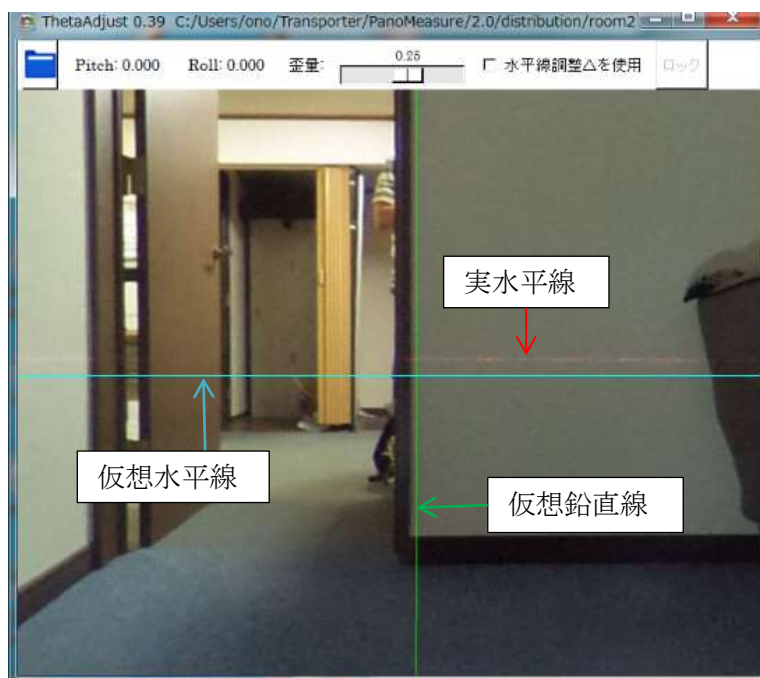 ThetaAdjust 0.39 C:/Users/ono/Transporter/PanoMeasure/2.0/distribution/room2
Pitch: 0.000 Roll: 0.000 歪量: 0.25 水平線調整△を使用 ロック
実水平線
仮想水平線
仮想鉛直線